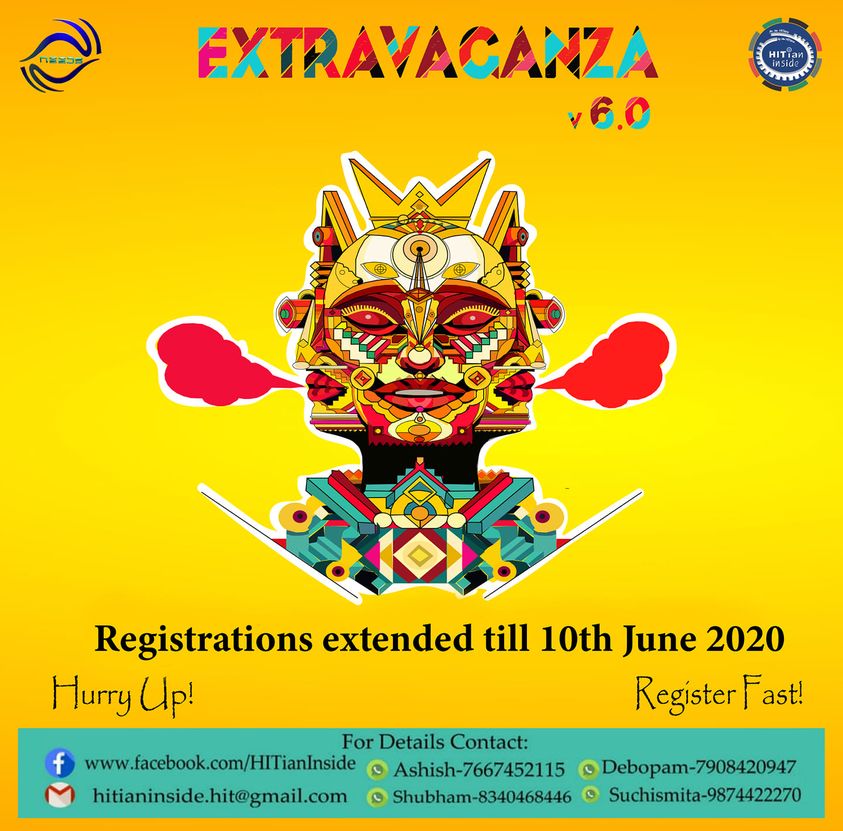 EXTRAVAGANZA
v 6.0
HITian
inside
Registrations extended till 10th June 2020
Hurry Up!
Register Fast!
For Details Contact:
www.facebook.com/HITianInside
Ashish-7667452115
Debopam-7908420947
hitianinside.hit@gmail.com
Shubham-8340468446
Suchismita-9874422270